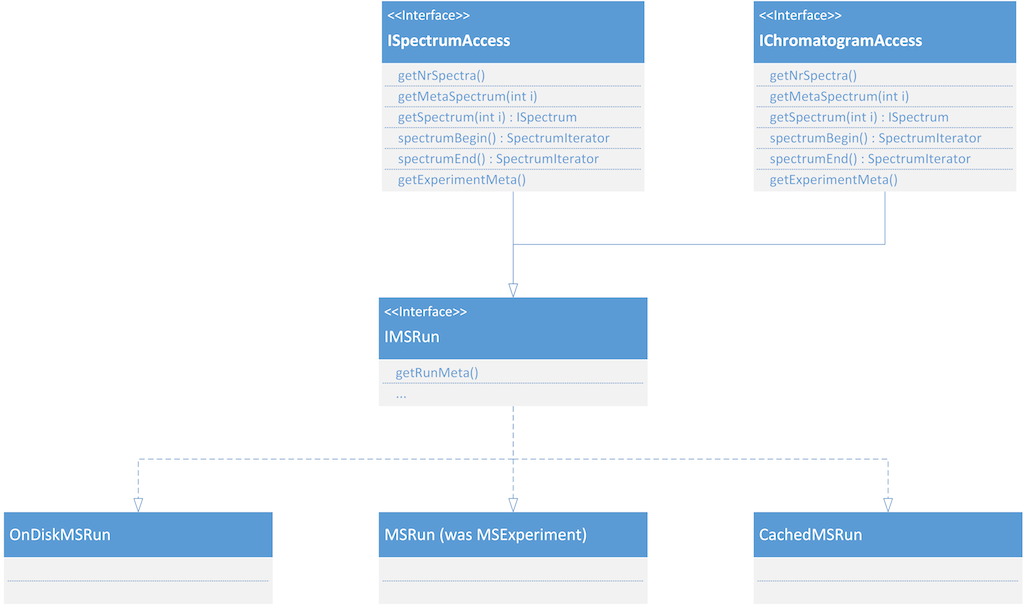 <<Interface>>
ISpectrumAccess
getNrSpectra()
getMetaSpectrum(int i)
getSpectrum(int i) : ISpectrum
spectrumBegin() : SpectrumIterator
spectrumEnd() : SpectrumIterator
getExperimentMeta()
<<Interface>>
IChromatogramAccess
getNrSpectra()
getMetaSpectrum(int i)
getSpectrum(int i) : ISpectrum
spectrumBegin() : SpectrumIterator
spectrumEnd() : SpectrumIterator
getExperimentMeta()
<<Interface>>
IMSRun
getRunMeta()
...
OnDiskMSRun
MSRun (was MSExperiment)
CachedMSRun